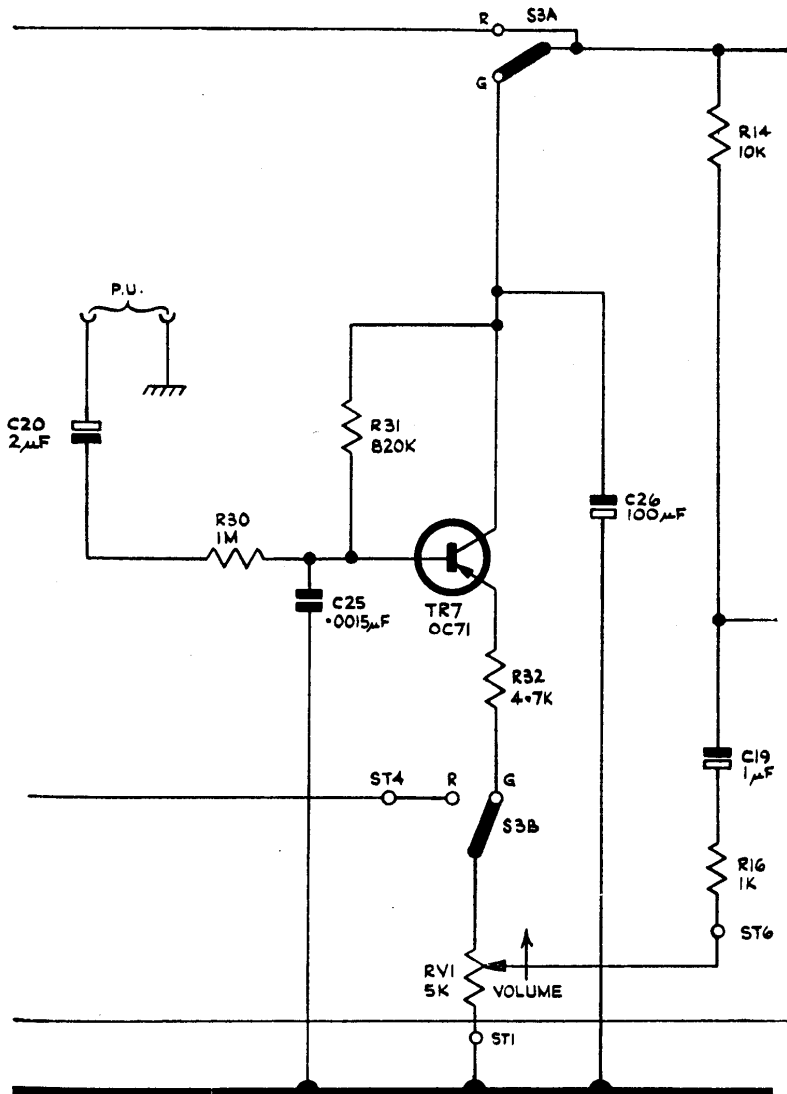 R S3A
G
R14
10K
P.U.
C20
2µF
R31
820K
R30
1M
C26
100µF
C25
·0015µF
TR7
OC71
R32
4·7K
C19
1µF
ST4 R G
S3B
R16
1K
ST6
RV1
5K VOLUME
ST1